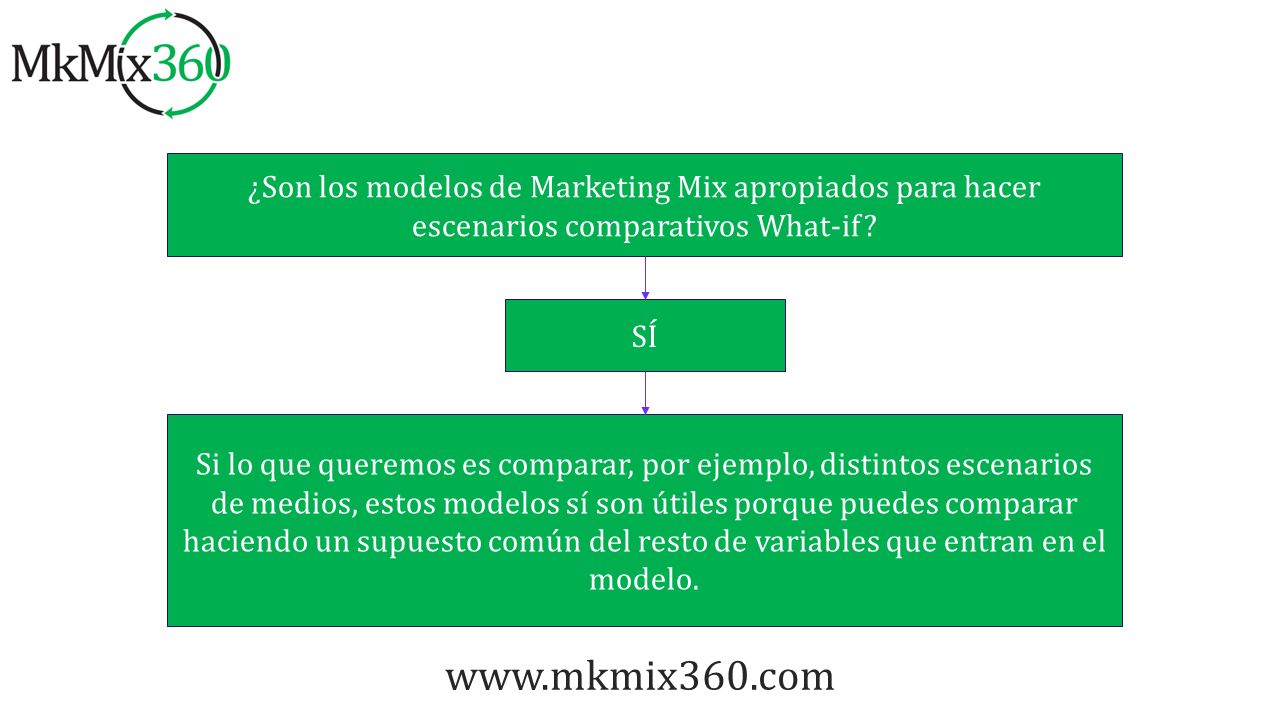 MkMix360
¿Son los modelos de Marketing Mix apropiados para hacer
escenarios comparativos What-if?
SÍ
Si lo que queremos es comparar, por ejemplo, distintos escenarios
de medios, estos modelos sí son útiles porque puedes comparar
haciendo un supuesto común del resto de variables que entran en el
modelo.
www.mkmix360.com